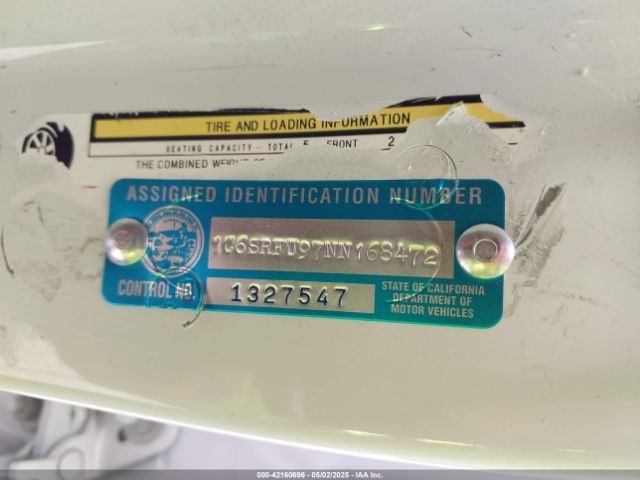 TIRE AND LOADING INFORMATION
SEATING CAPACITY - TOTAL FRONT 2
THE COMBINED WEIGHT OF
ASSIGNED IDENTIFICATION NUMBER
1C6SRFU97NN168472
CONTROL NO. 1327547
STATE OF CALIFORNIA
DEPARTMENT OF
MOTOR VEHICLES
000-42160696 - 05/02/2025 - IAA Inc.